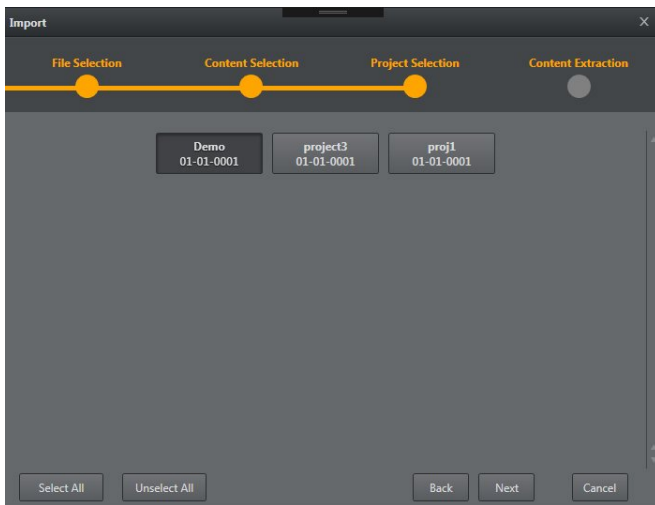 Import
File Selection
Content Selection
Project Selection
Content Extraction
Demo
01-01-0001
project3
01-01-0001
proj1
01-01-0001
Select All
Unselect All
Back
Next
Cancel